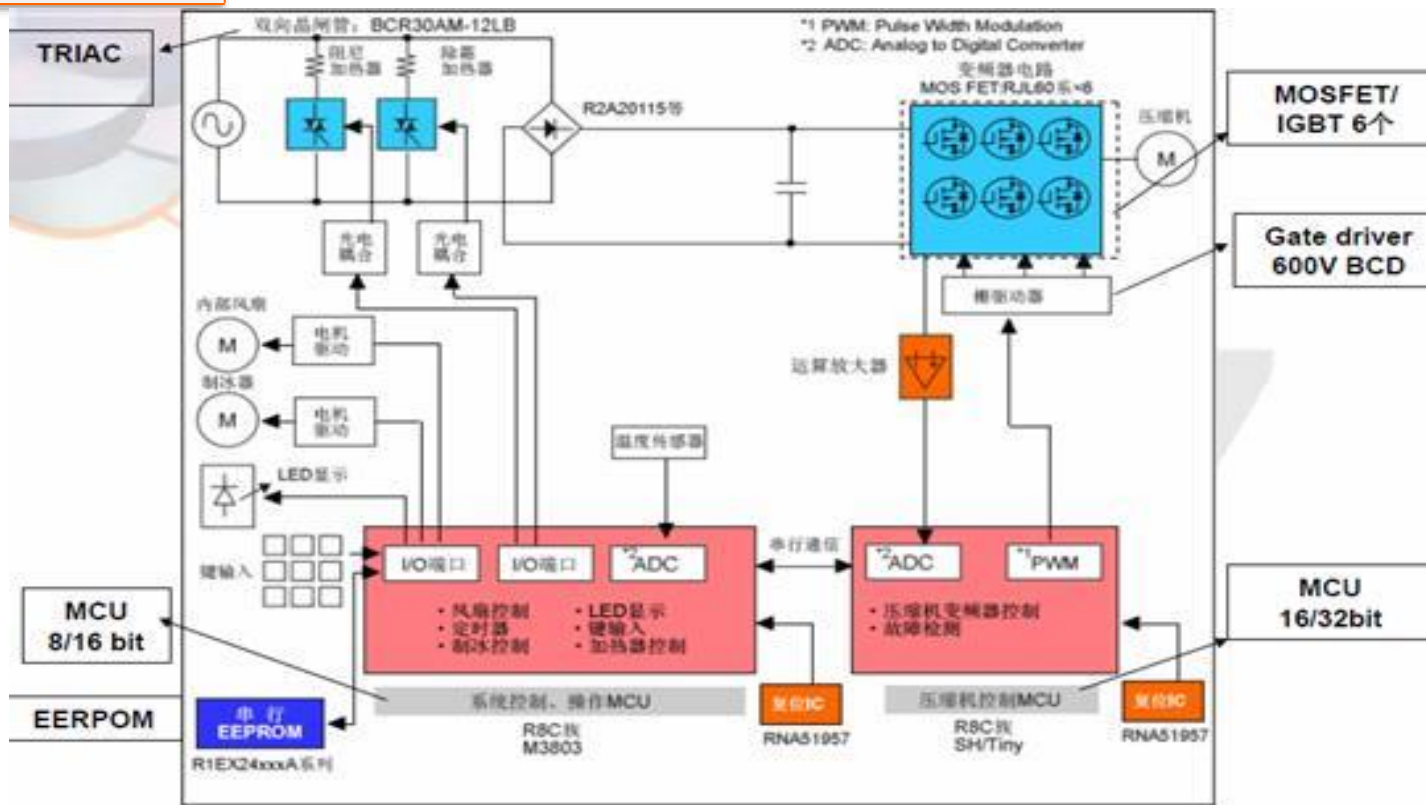 双向晶闸管：BCR30AM-12LB
*1 PWM: Pulse Width Modulation
*2 ADC: Analog to Digital Converter
TRIAC
阻尼
加热器
除霜
加热器
变频器电路
MOS FET:RJL60系×6
R2A20115等
压缩机
M
MOSFET/
IGBT 6个
光电
耦合
光电
耦合
Gate driver
600V BCD
栅驱动器
内部风扇
M
电机
驱动
制冰器
M
电机
驱动
运算放大器
温度传感器
LED显示
键输入
I/O端口
I/O端口
*2ADC
串行通信
*2ADC
*1PWM
• 风扇控制
• 定时器
• 制冰控制
• LED显示
• 键输入
• 加热器控制
• 压缩机变频器控制
• 故障检测
MCU
8/16 bit
MCU
16/32bit
系统控制、操作MCU
R8C族
M3803
复位IC
RNA51957
压缩机控制MCU
R8C族
SH/Tiny
复位IC
RNA51957
EERPOM
串 行
EEPROM
R1EX24xxxA系列